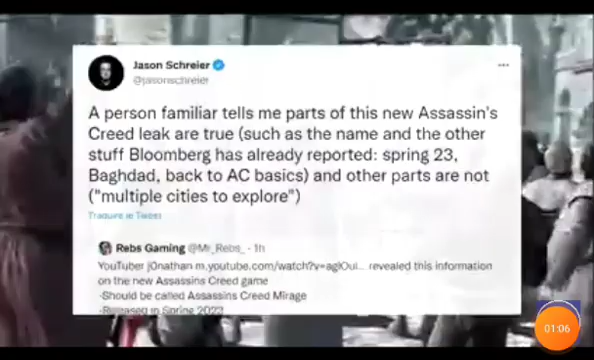 Jason Schreier
@jasonschreier
A person familiar tells me parts of this new Assassin's
Creed leak are true (such as the name and the other
stuff Bloomberg has already reported: spring 23,
Baghdad, back to AC basics) and other parts are not
("multiple cities to explore")
Traduire le Tweet
Rebs Gaming @Mr_Rebs_ · 1h
YouTuber j0nathan revealed this information
on the new Assassins Creed game
-Should be called Assassins Creed Mirage
-Released in Spring 2023
01:06